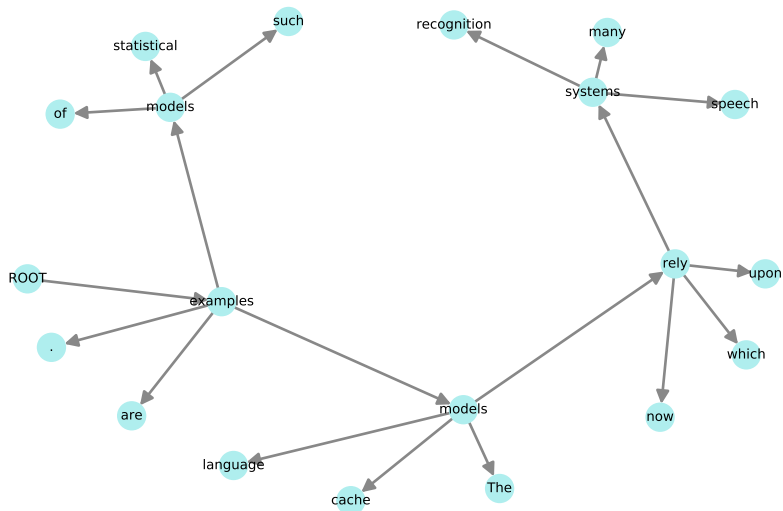 such
recognition
many
statistical
systems
speech
models
of
rely
upon
ROOT
examples
.
which
are
models
now
language
The
cache